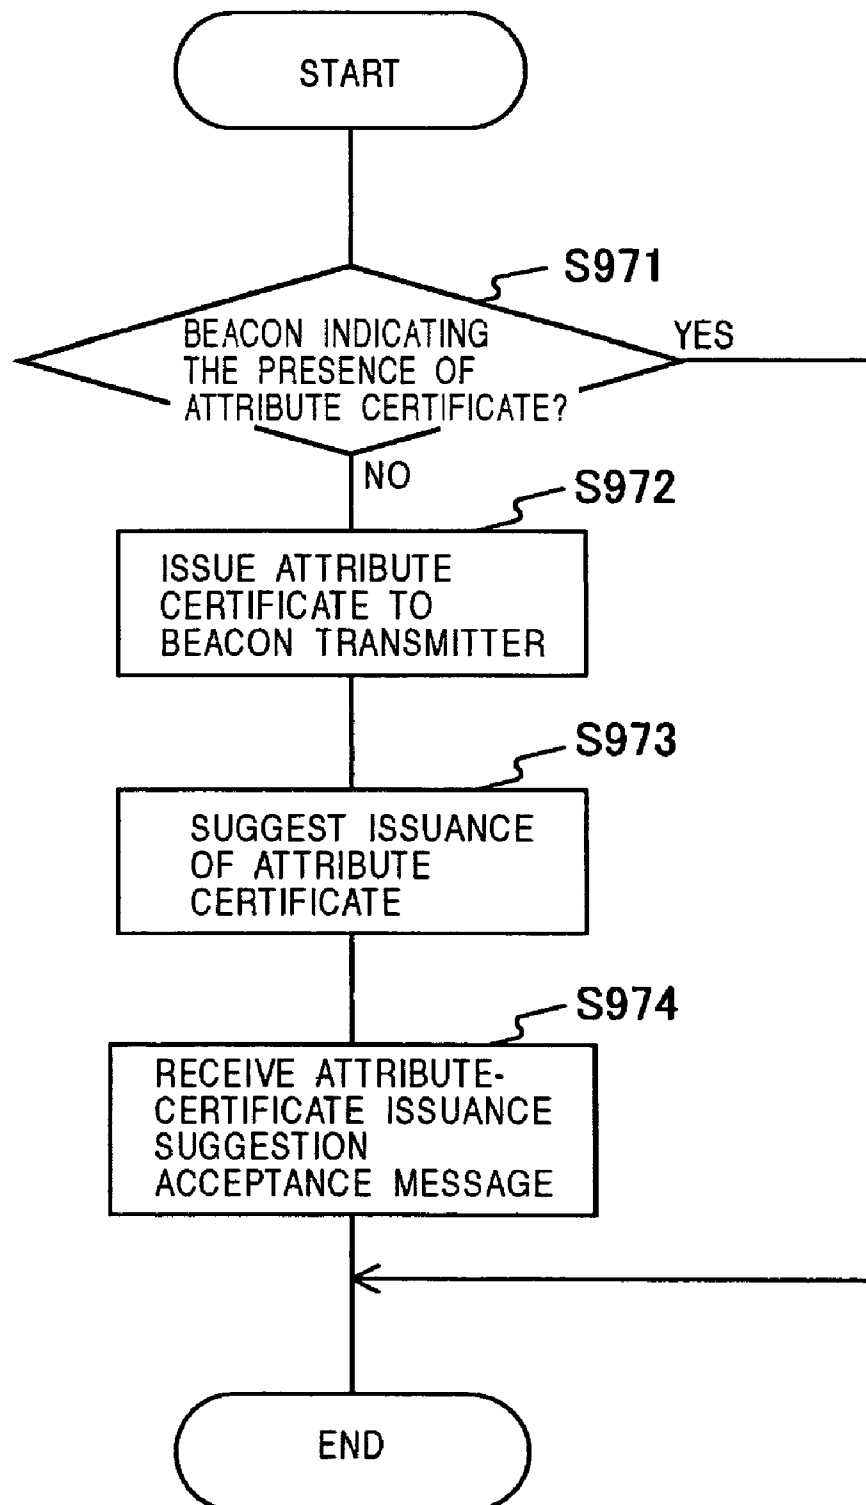 START
S971
BEACON INDICATING
THE PRESENCE OF
ATTRIBUTE CERTIFICATE?
YES
NO
S972
ISSUE ATTRIBUTE
CERTIFICATE TO
BEACON TRANSMITTER
S973
SUGGEST ISSUANCE
OF ATTRIBUTE
CERTIFICATE
S974
RECEIVE ATTRIBUTE-
CERTIFICATE ISSUANCE
SUGGESTION
ACCEPTANCE MESSAGE
END